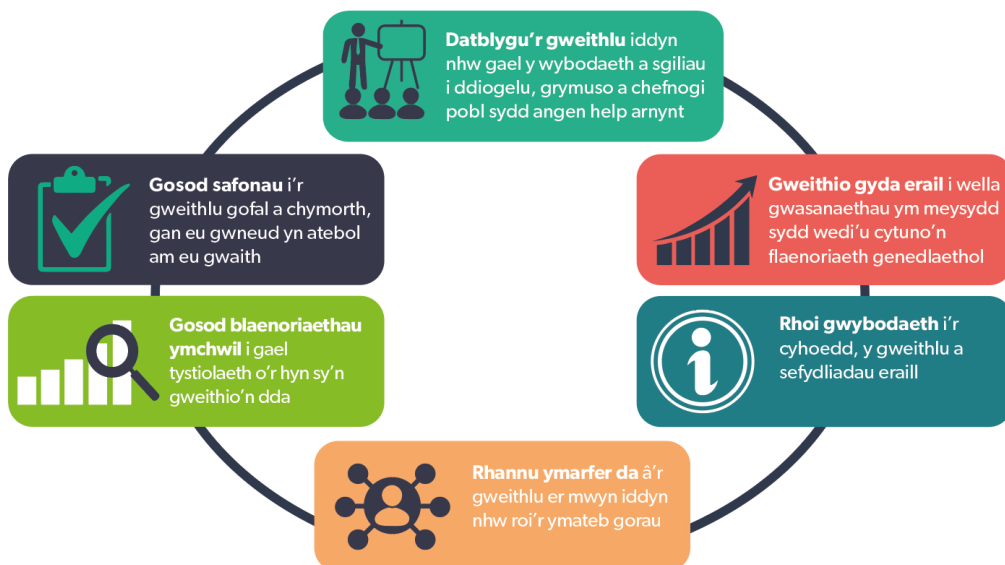 Datblygu'r gweithlu iddyn
nhw gael y wybodaeth a sgiliau
i ddiogelu, grymuso a chefnogi
pobl sydd angen help arnynt
Gosod safonau i'r
gweithlu gofal a chymorth,
gan eu gwneud yn atebol
am eu gwaith
Gweithio gyda erail i wella
gwasanaethau ym meysydd
sydd wedi'u cytuno'n
flaenoriaeth genedlaethol
Gosod blaenoriaethau
ymchwil i gael
tystiolaeth o'r hyn sy'n
gweithio'n dda
Rhoi gwybodaeth i'r
cyhoedd, y gweithlu a
sefydliadau eraill
Rhannu ymarfer da â'r
gweithlu er mwyn iddyn
nhw roi'r ymateb gorau